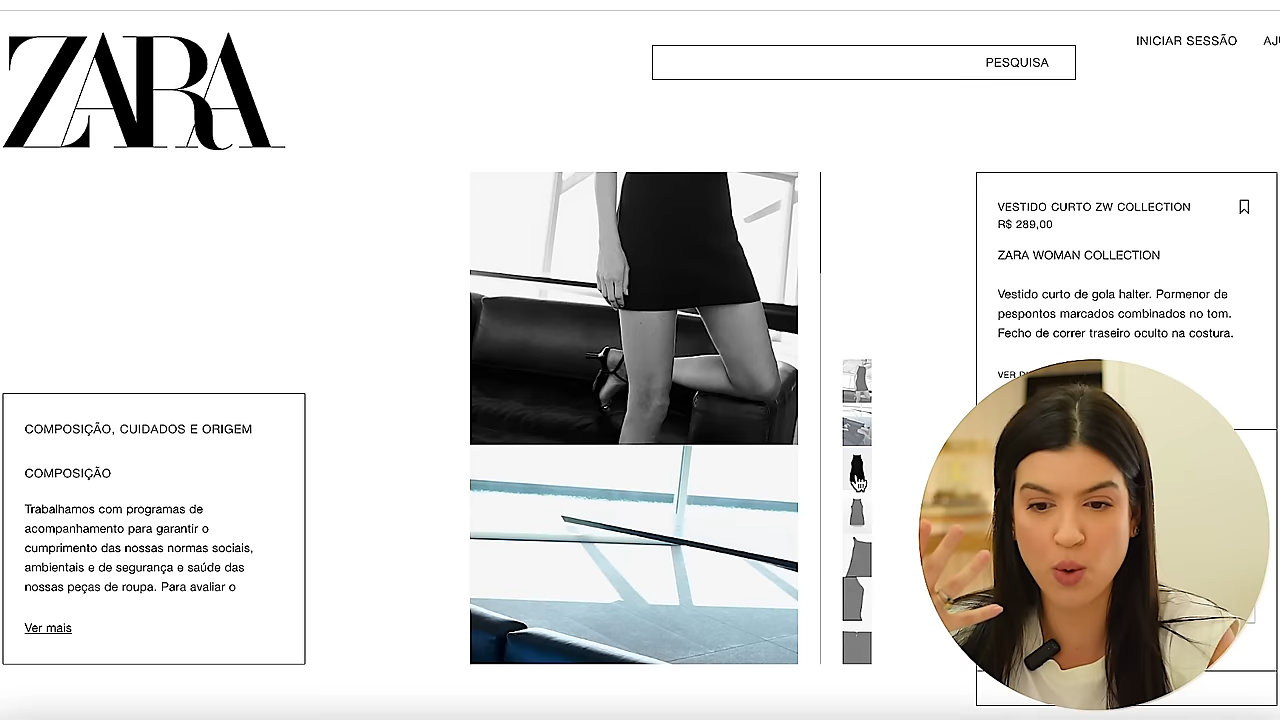 ZARA
PESQUISA
INICIAR SESSÃO
VESTIDO CURTO ZW COLLECTION
R$ 289,00
ZARA WOMAN COLLECTION
Vestido curto de gola halter. Pormenor de
pespontos marcados combinados no tom.
Fecho de correr traseiro oculto na costura.
VER
COMPOSIÇÃO, CUIDADOS E ORIGEM
COMPOSIÇÃO
Trabalhamos com programas de
acompanhamento para garantir o
cumprimento das nossas normas sociais,
ambientais e de segurança e saúde das
nossas peças de roupa. Para avaliar o
Ver mais